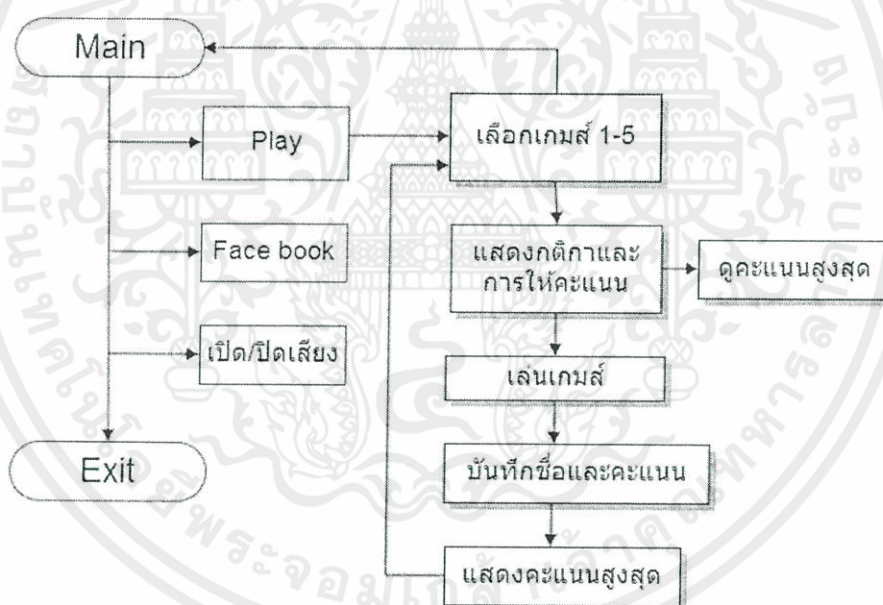 Main
Play
Face book
เปิด/ปิดเสียง
Exit
เลือกเกมส์ 1-5
แสดงกติกาและ
การให้คะแนน
ดูคะแนนสูงสุด
เล่นเกมส์
บันทึกชื่อและคะแนน
แสดงคะแนนสูงสุด